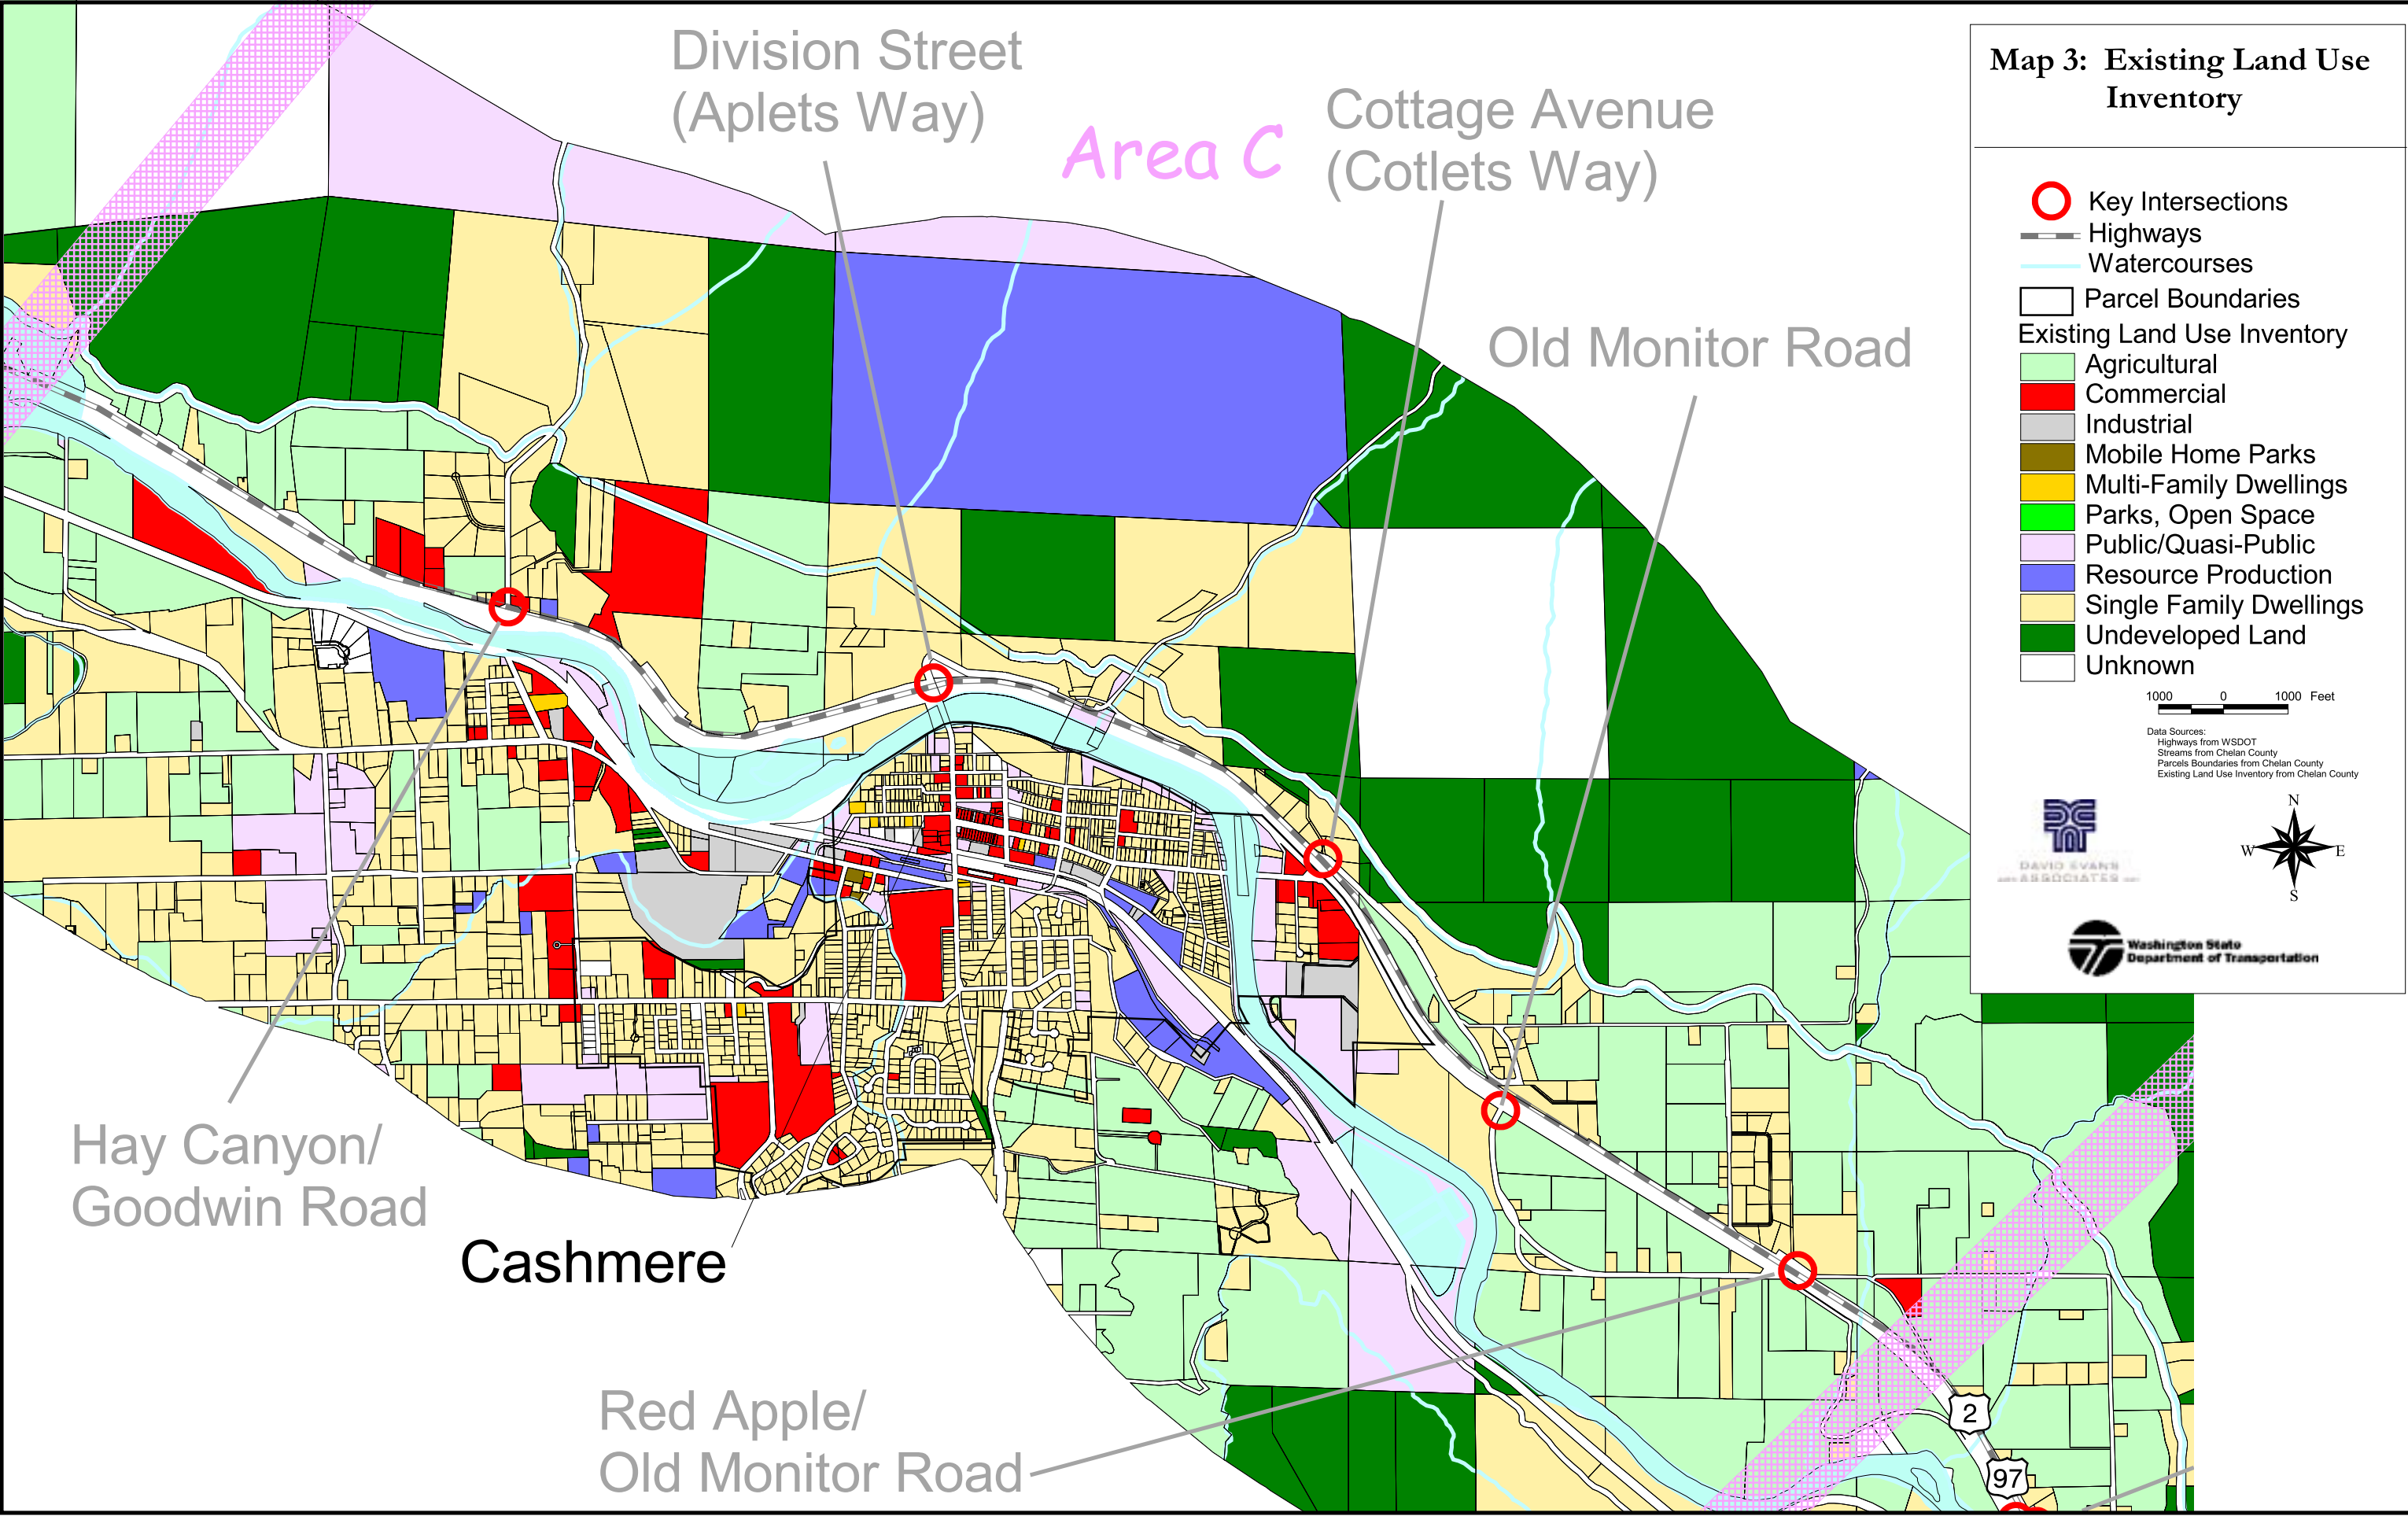 Division Street
(Aplets Way)
Area C
Cottage Avenue
(Cotlets Way)
Old Monitor Road
Hay Canyon/
Goodwin Road
Cashmere
Red Apple/
Old Monitor Road
2
97
Map 3: Existing Land Use
Inventory
Key Intersections
Highways
Watercourses
Parcel Boundaries
Existing Land Use Inventory
Agricultural
Commercial
Industrial
Mobile Home Parks
Multi-Family Dwellings
Parks, Open Space
Public/Quasi-Public
Resource Production
Single Family Dwellings
Undeveloped Land
Unknown
1000 0 1000 Feet
Data Sources:
Highways from WSDOT
Streams from Chelan County
Parcels Boundaries from Chelan County
Existing Land Use Inventory from Chelan County
N
W E
S
DAVID EVANS
AND ASSOCIATES INC.
Washington State
Department of Transportation